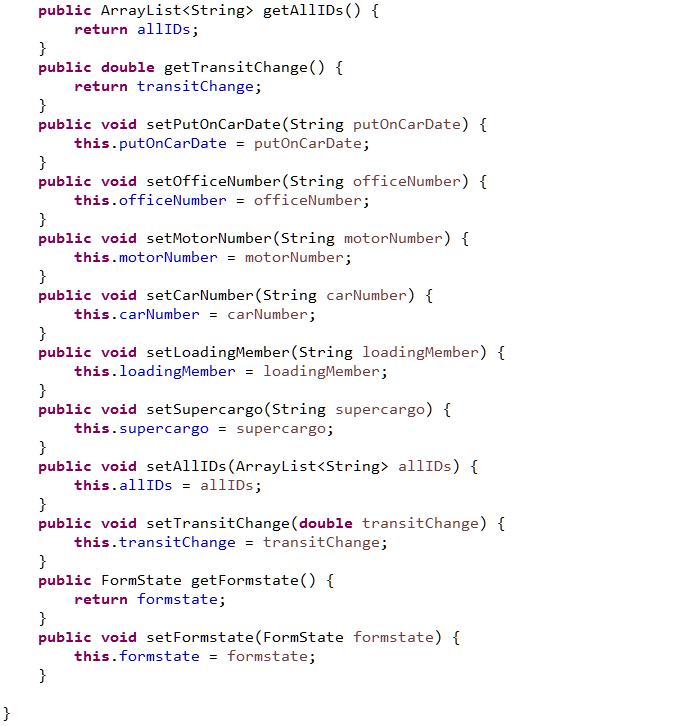 public ArrayList<String> getAllIDs() {
return allIDs;
}
public double getTransitChange() {
return transitChange;
}
public void setPutOnCarDate(String putOnCarDate) {
this.putOnCarDate = putOnCarDate;
}
public void setOfficeNumber(String officeNumber) {
this.officeNumber = officeNumber;
}
public void setMotorNumber(String motorNumber) {
this.motorNumber = motorNumber;
}
public void setCarNumber(String carNumber) {
this.carNumber = carNumber;
}
public void setLoadingMember(String loadingMember) {
this.loadingMember = loadingMember;
}
public void setSupercargo(String supercargo) {
this.supercargo = supercargo;
}
public void setAllIDs(ArrayList<String> allIDs) {
this.allIDs = allIDs;
}
public void setTransitChange(double transitChange) {
this.transitChange = transitChange;
}
public FormState getFormstate() {
return formstate;
}
public void setFormstate(FormState formstate) {
this.formstate = formstate;
}
}